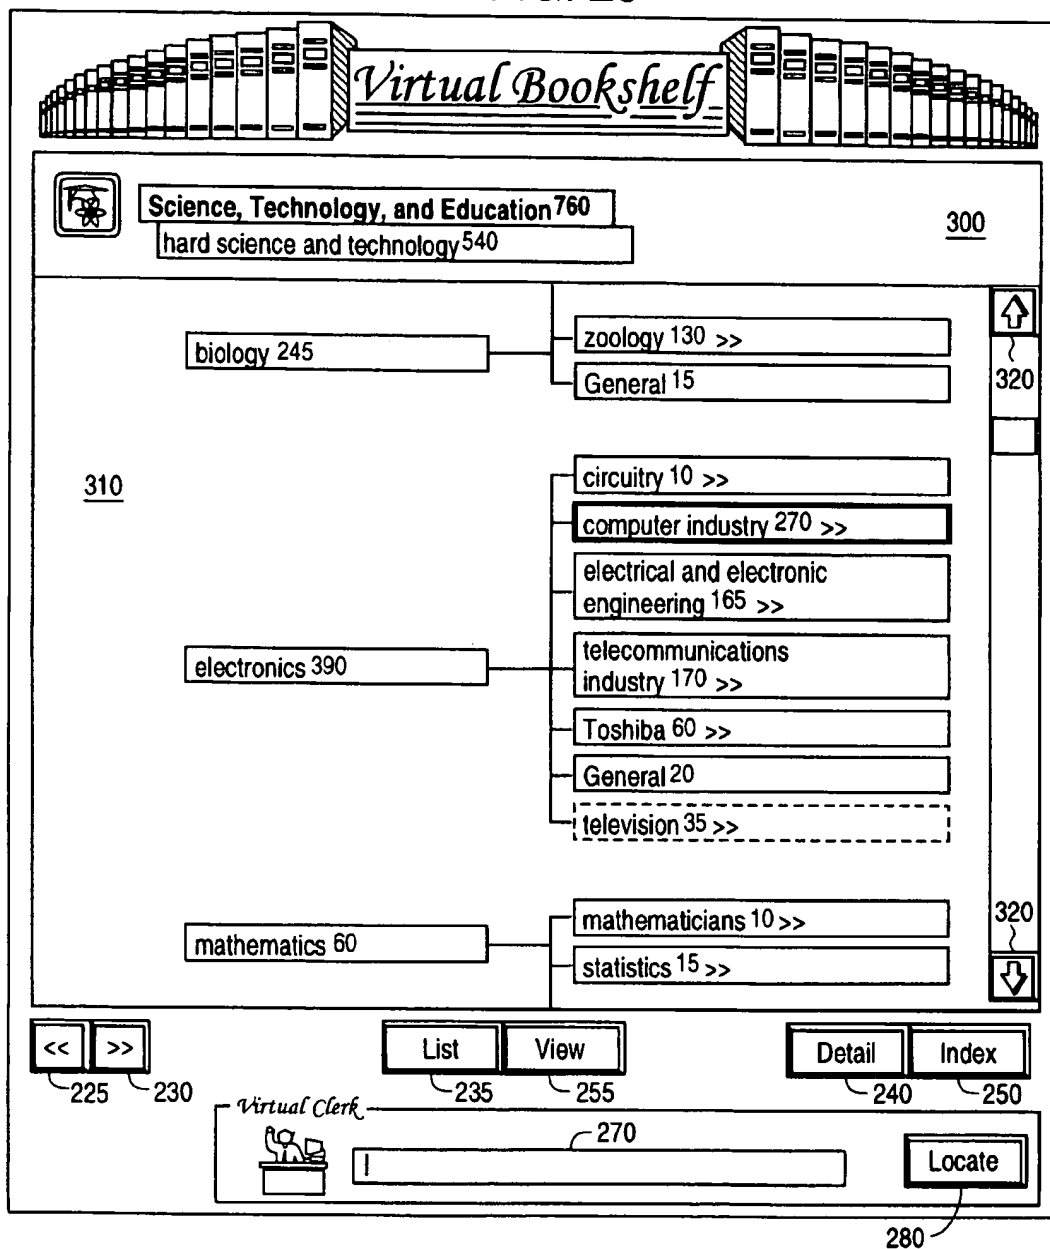 Virtual Bookshelf
Science, Technology, and Education 760
hard science and technology 540
300
biology 245
zoology 130 >>
General 15
320
310
circuitry 10 >>
computer industry 270 >>
electrical and electronic
engineering 165 >>
electronics 390
telecommunications
industry 170 >>
Toshiba 60 >>
General 20
television 35 >>
mathematics 60
mathematicians 10 >>
statistics 15 >>
320
<< >> List View Detail Index
225 230 235 255 240 250
Virtual Clerk
270
Locate
280